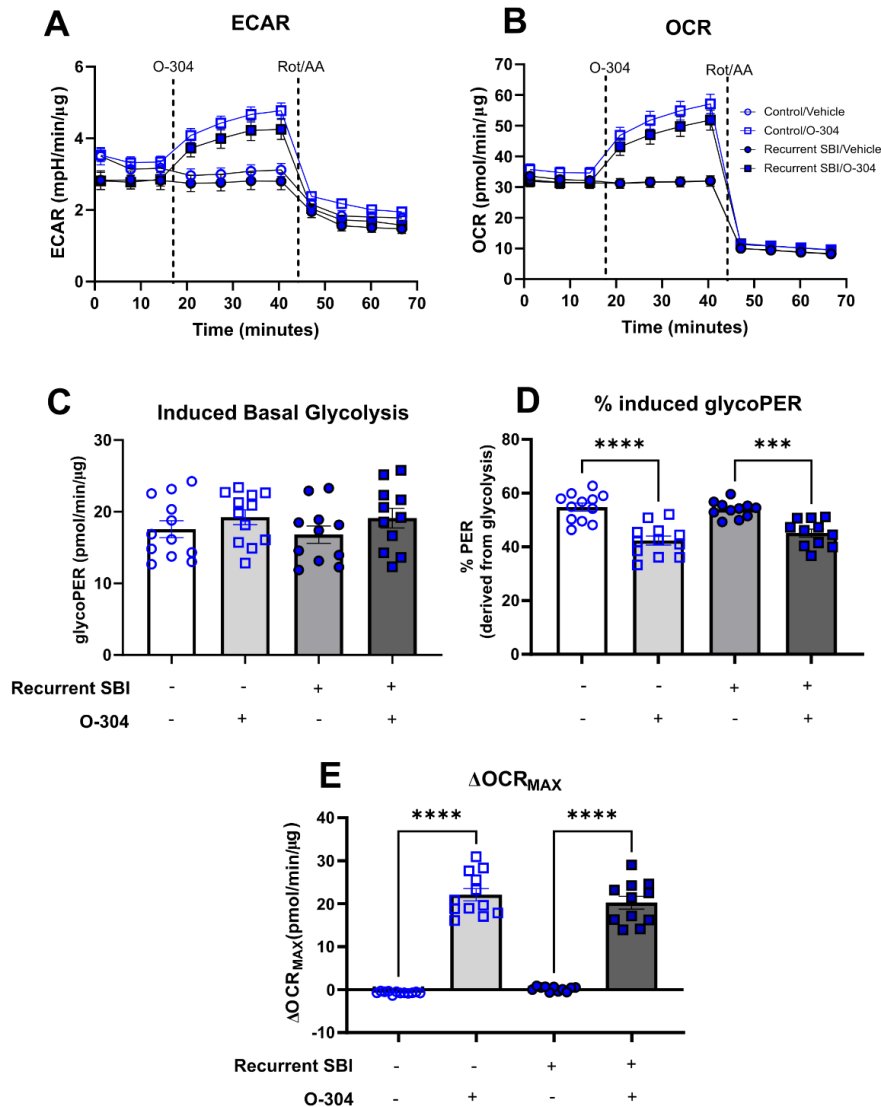 A
ECAR
O-304
Rot/AA
ECAR (mpH/min/µg)
6
4
2
0
0 10 20 30 40 50 60 70
Time (minutes)
B
OCR
O-304
Rot/AA
OCR (pmol/min/µg)
70
60
50
40
30
20
10
0
0 10 20 30 40 50 60 70
Time (minutes)
Control/Vehicle
Control/O-304
Recurrent SBI/Vehicle
Recurrent SBI/O-304
C
Induced Basal Glycolysis
glycoPER (pmol/min/µg)
30
20
10
0
Recurrent SBI - - + +
O-304 - + - +
D
% induced glycoPER
**** ***
% PER
(derived from glycolysis)
80
60
40
20
0
- - + +
- + - +
E
ΔOCRMAX
**** ****
ΔOCRMAX(pmol/min/µg)
40
30
20
10
0
-10
Recurrent SBI - - + +
O-304 - + - +